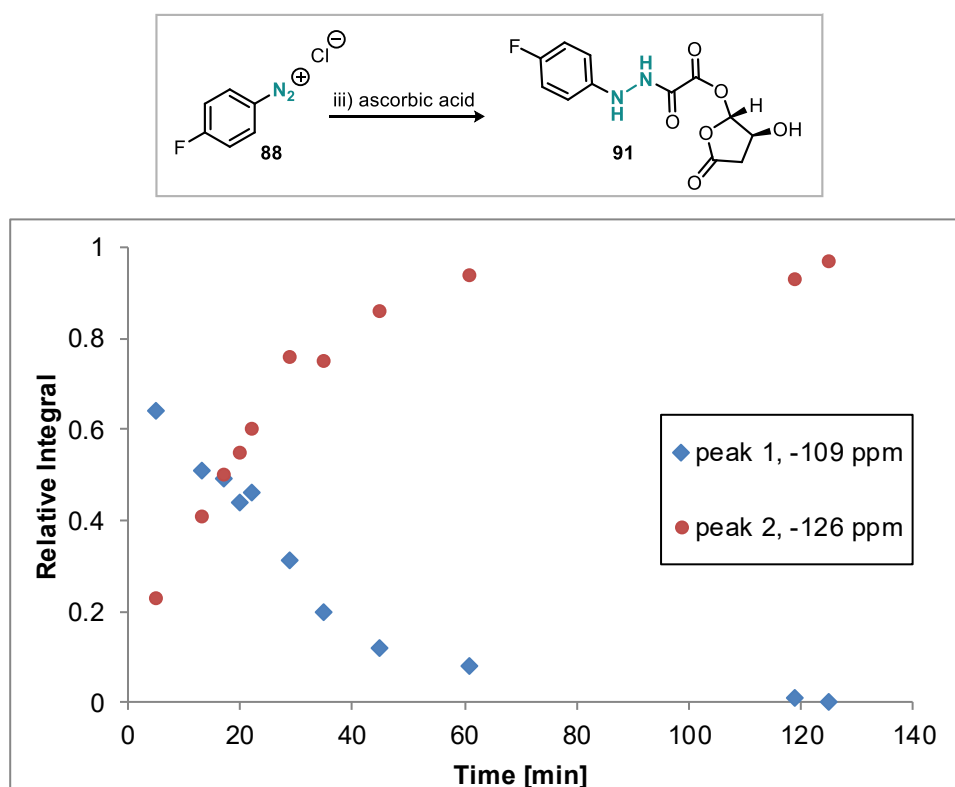 Cl⊖
N2⊕
F
88
iii) ascorbic acid
F
H
N
N
H
O
O
O
H
O
OH
O
91
1
0.8
0.6
0.4
0.2
0
Relative Integral
peak 1, -109 ppm
peak 2, -126 ppm
0 20 40 60 80 100 120 140
Time [min]